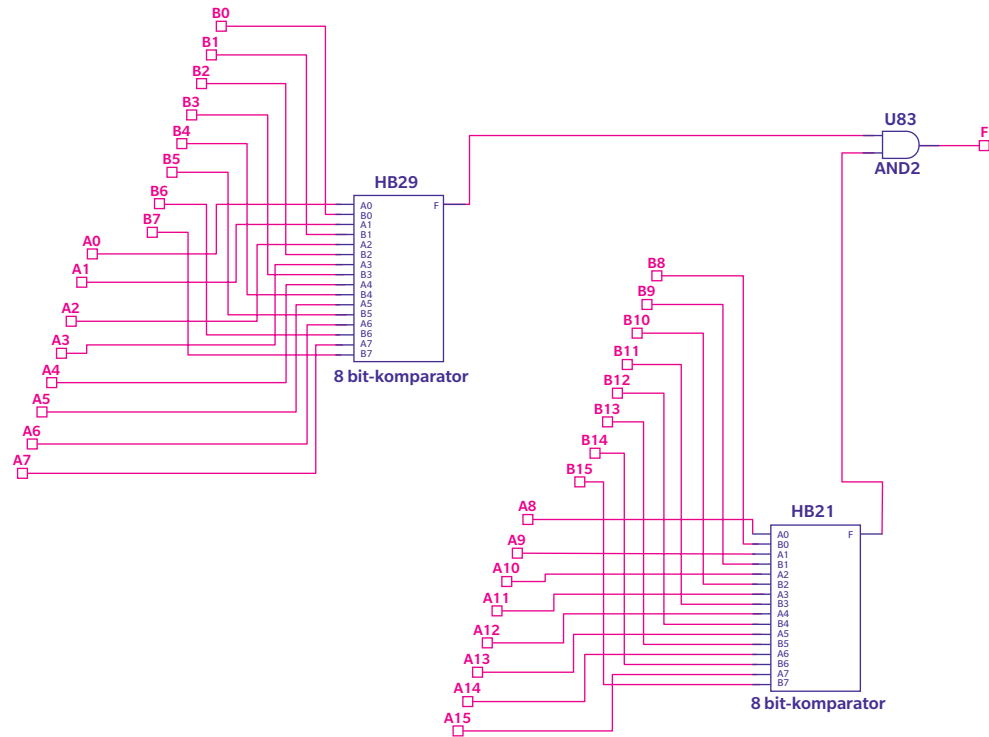 B0
B1
B2
B3
B4
B5
B6
B7
A0
A1
A2
A3
A4
A5
A6
A7
HB29
A0 F
B0
A1
B1
A2
B2
A3
B3
A4
B4
A5
B5
A6
B6
A7
B7
8 bit-komparator
U83
AND2
F
B8
B9
B10
B11
B12
B13
B14
B15
A8
A9
A10
A11
A12
A13
A14
A15
HB21
A0 F
B0
A1
B1
A2
B2
A3
B3
A4
B4
A5
B5
A6
B6
A7
B7
8 bit-komparator